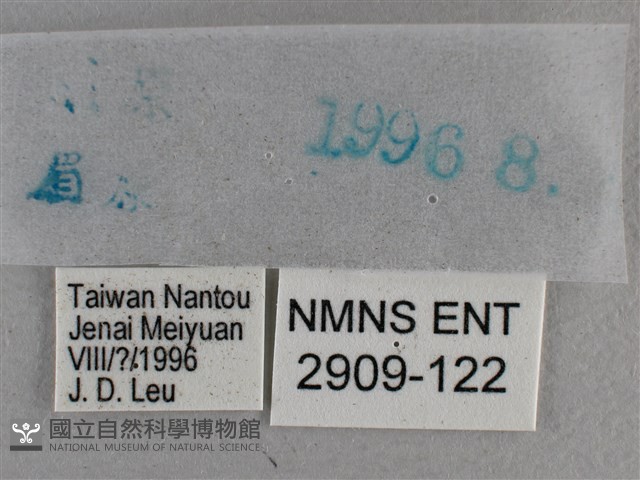 1996 8.
眉
Taiwan Nantou
Jenai Meiyuan
VIII/?/1996
J. D. Leu
NMNS ENT
2909-122
國立自然科學博物館
NATIONAL MUSEUM OF NATURAL SCIENCE